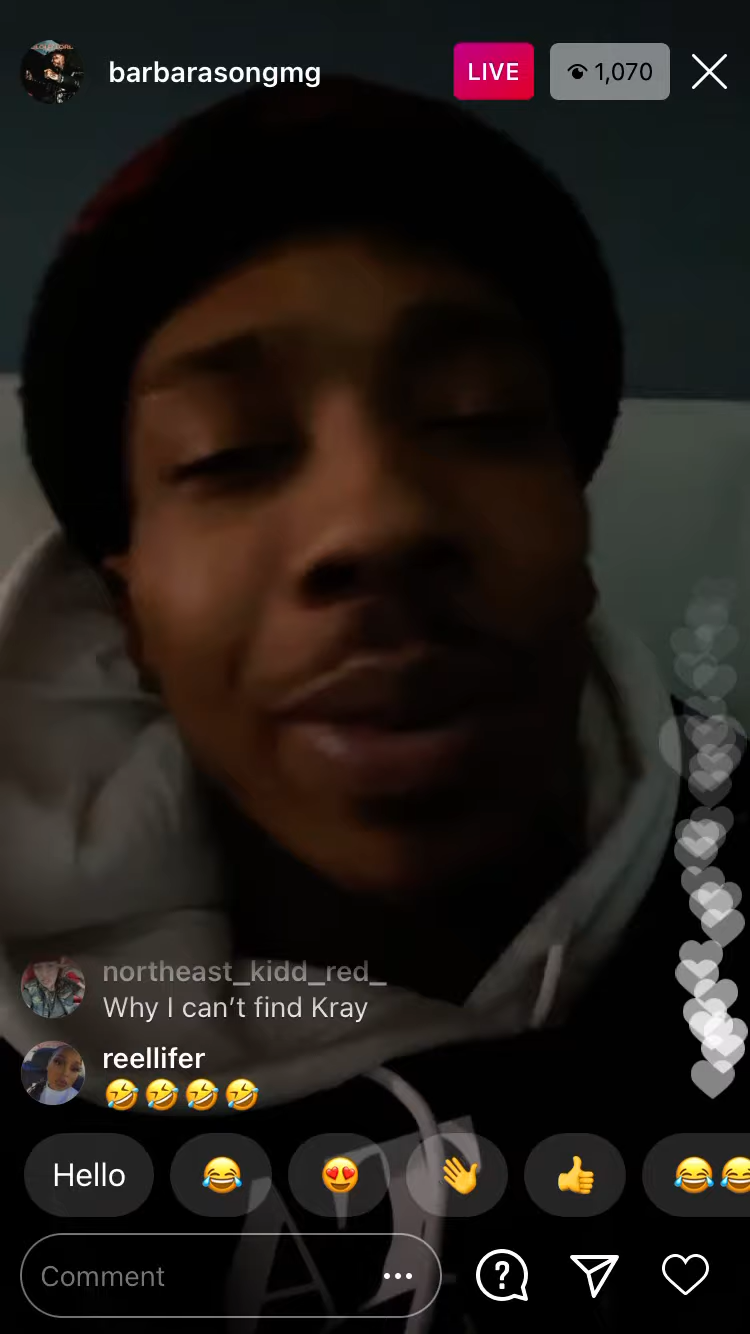 barbarasongmg
LIVE
1,070
northeast_kidd_red_
Why I can't find Kray
reellifer
🤣🤣🤣🤣
Hello 😂 😍 👋 👍 😂😂
Comment